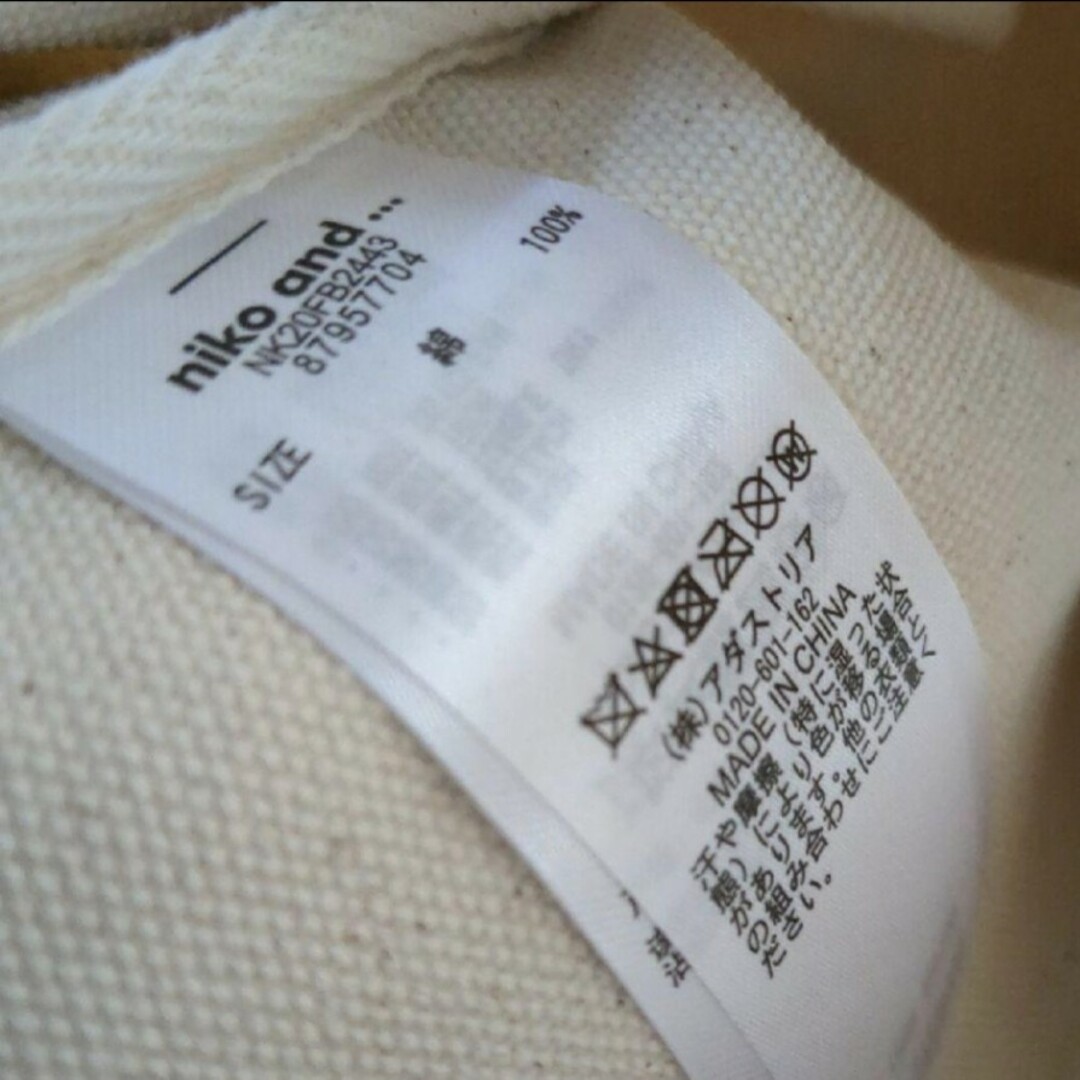 niko and ...
NK20FB2443
87957704
綿 100%
SIZE
(株)アダストリア
0120-601-162
MADE IN CHINA
汗や摩擦(特に湿った状
態)により色が移る場合と
があります。他の衣類とく
の組み合わせにご注意
ださい。